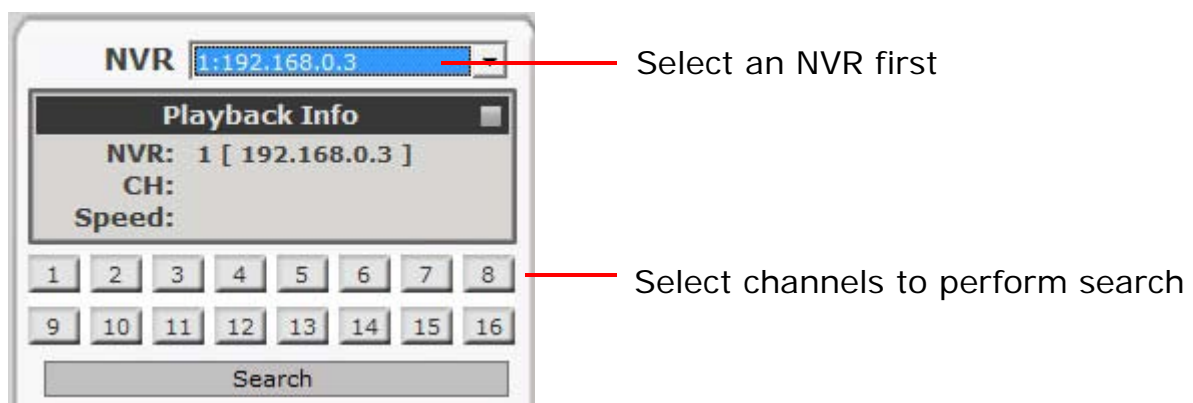 NVR 1:192.168.0.3
Select an NVR first
Playback Info
NVR: 1 [ 192.168.0.3 ]
CH:
Speed:
1 2 3 4 5 6 7 8
Select channels to perform search
9 10 11 12 13 14 15 16
Search